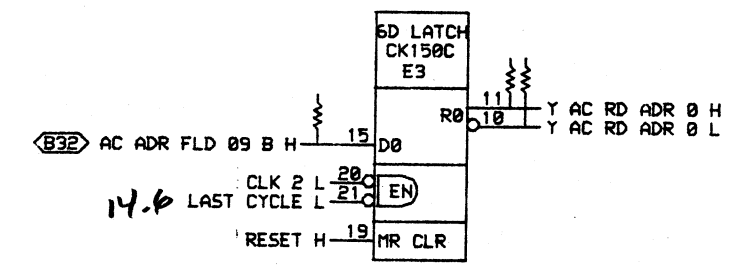 6D LATCH
CK150C
E3
R0
11 Y AC RD ADR 0 H
10 Y AC RD ADR 0 L
B32 AC ADR FLD 09 B H 15 D0
CLK 2 L 20
EN
14.6 LAST CYCLE L 21
RESET H 19 MR CLR